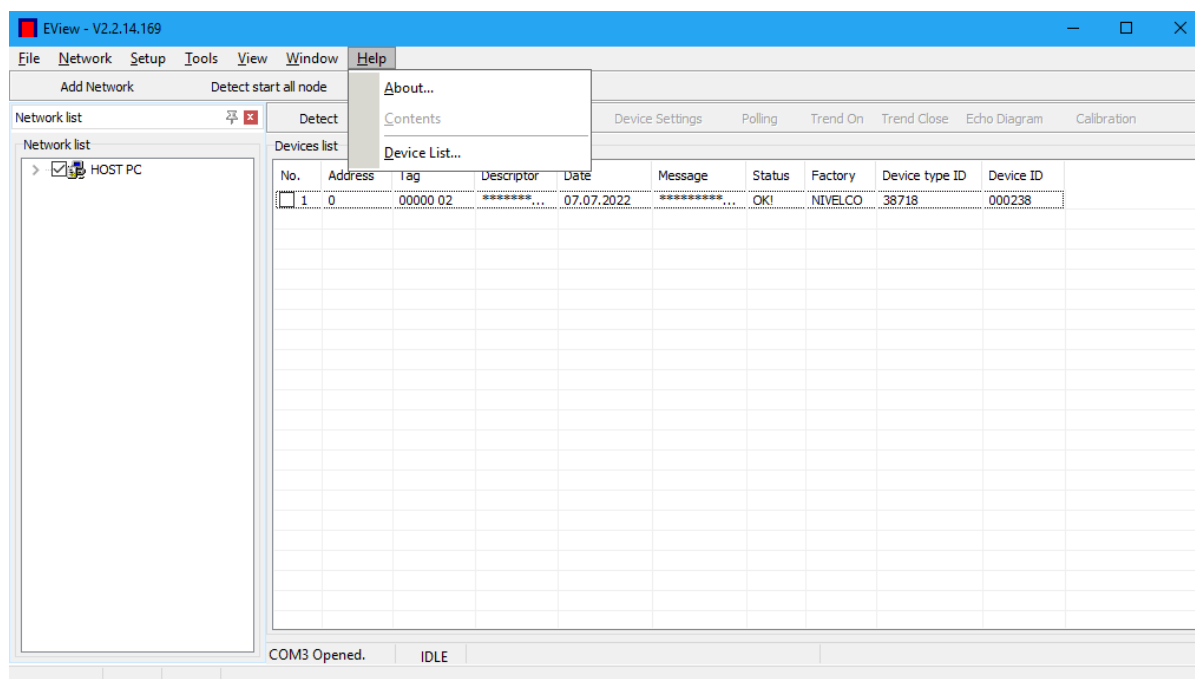 EView - V2.2.14.169
File Network Setup Tools View Window Help
Add Network Detect start all node
About...
Contents
Device List...
Network list
Detect Device Settings Polling Trend On Trend Close Echo Diagram Calibration
Network list
HOST PC
Devices list
No. Address Tag Descriptor Date Message Status Factory Device type ID Device ID
1 0 00000 02 *******... 07.07.2022 *********... OK! NIVELCO 38718 000238
COM3 Opened. IDLE